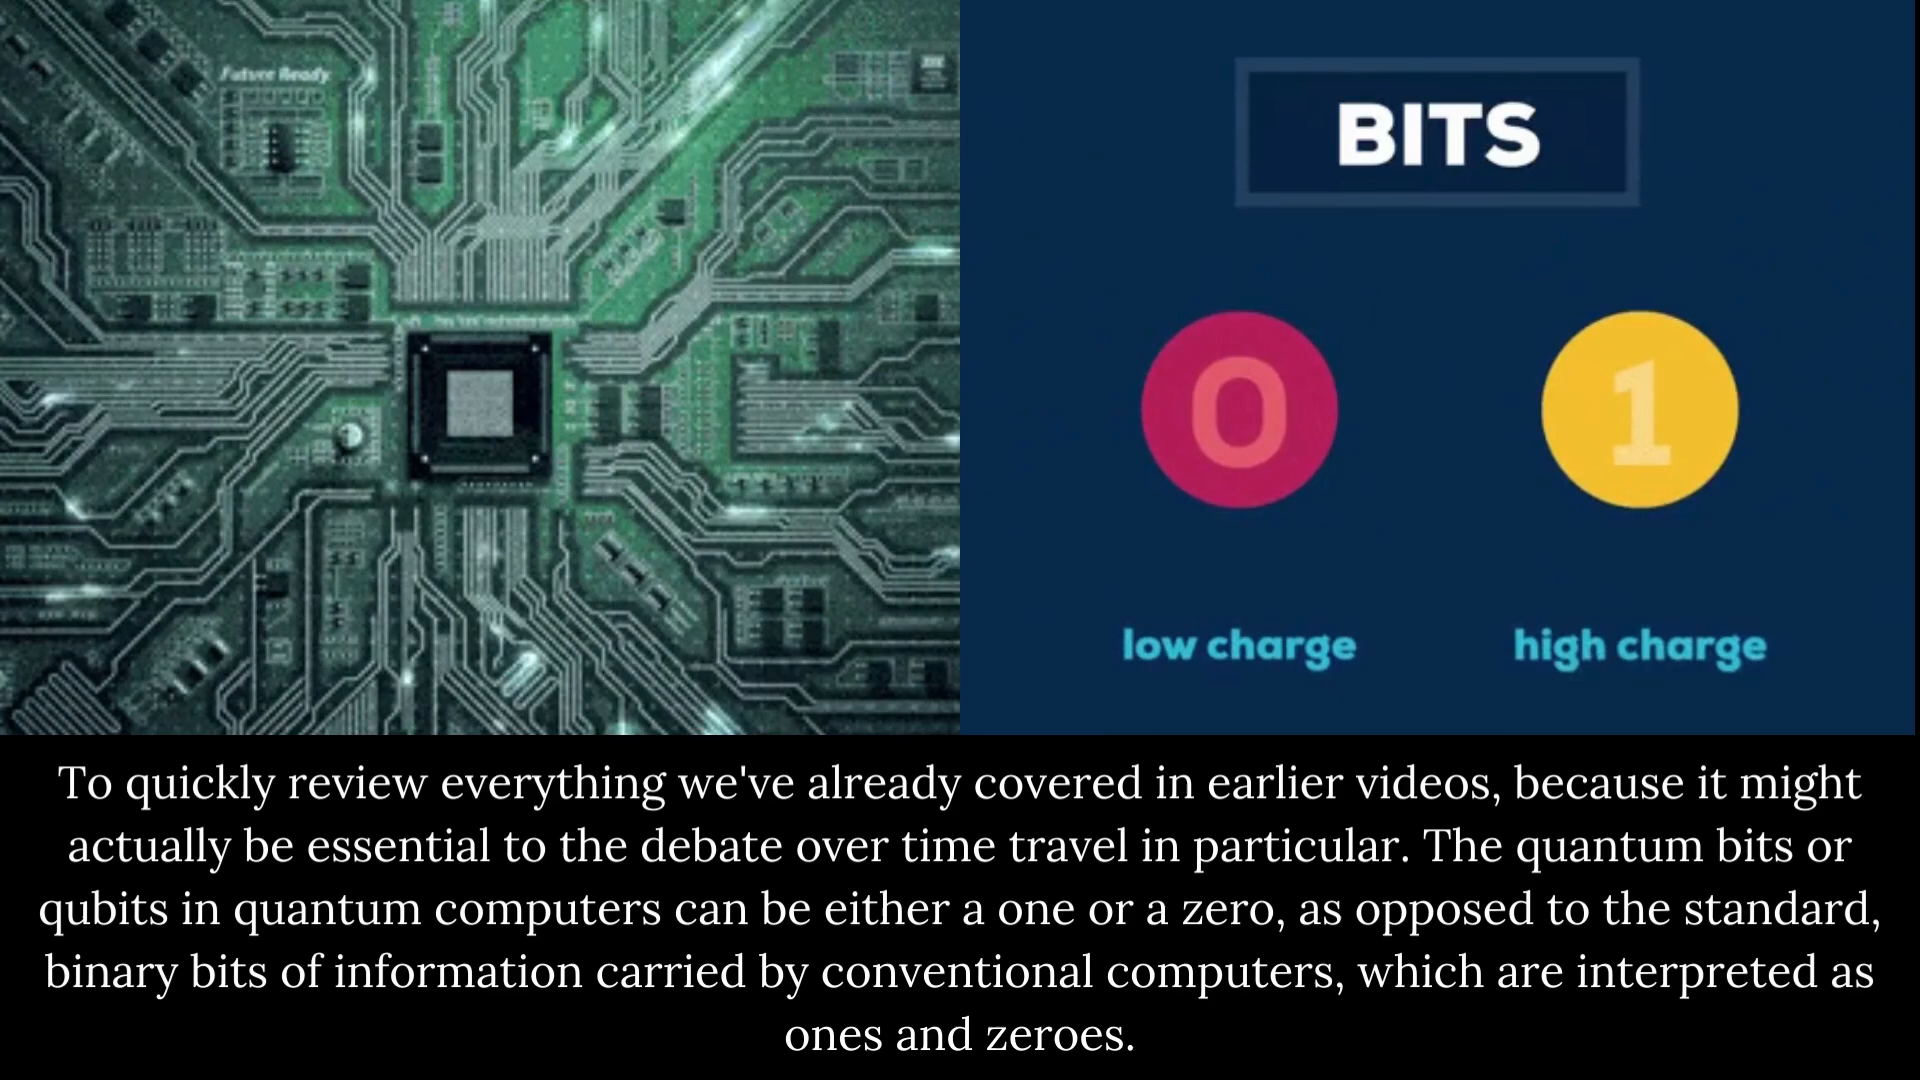 Future Ready
BITS
0 1
low charge high charge
To quickly review everything we've already covered in earlier videos, because it might
actually be essential to the debate over time travel in particular. The quantum bits or
qubits in quantum computers can be either a one or a zero, as opposed to the standard,
binary bits of information carried by conventional computers, which are interpreted as
ones and zeroes.